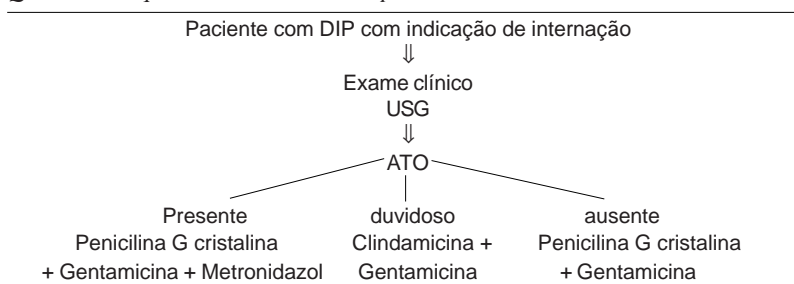 Paciente com DIP com indicação de internação
⇓
Exame clínico
USG
⇓
ATO
Presente duvidoso ausente
Penicilina G cristalina Clindamicina + Penicilina G cristalina
+ Gentamicina + Metronidazol Gentamicina + Gentamicina